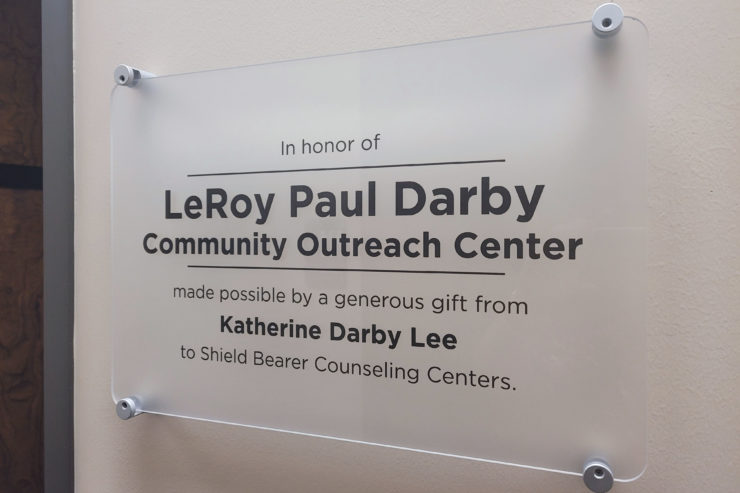 In honor of
LeRoy Paul Darby
Community Outreach Center
made possible by a generous gift from
Katherine Darby Lee
to Shield Bearer Counseling Centers.